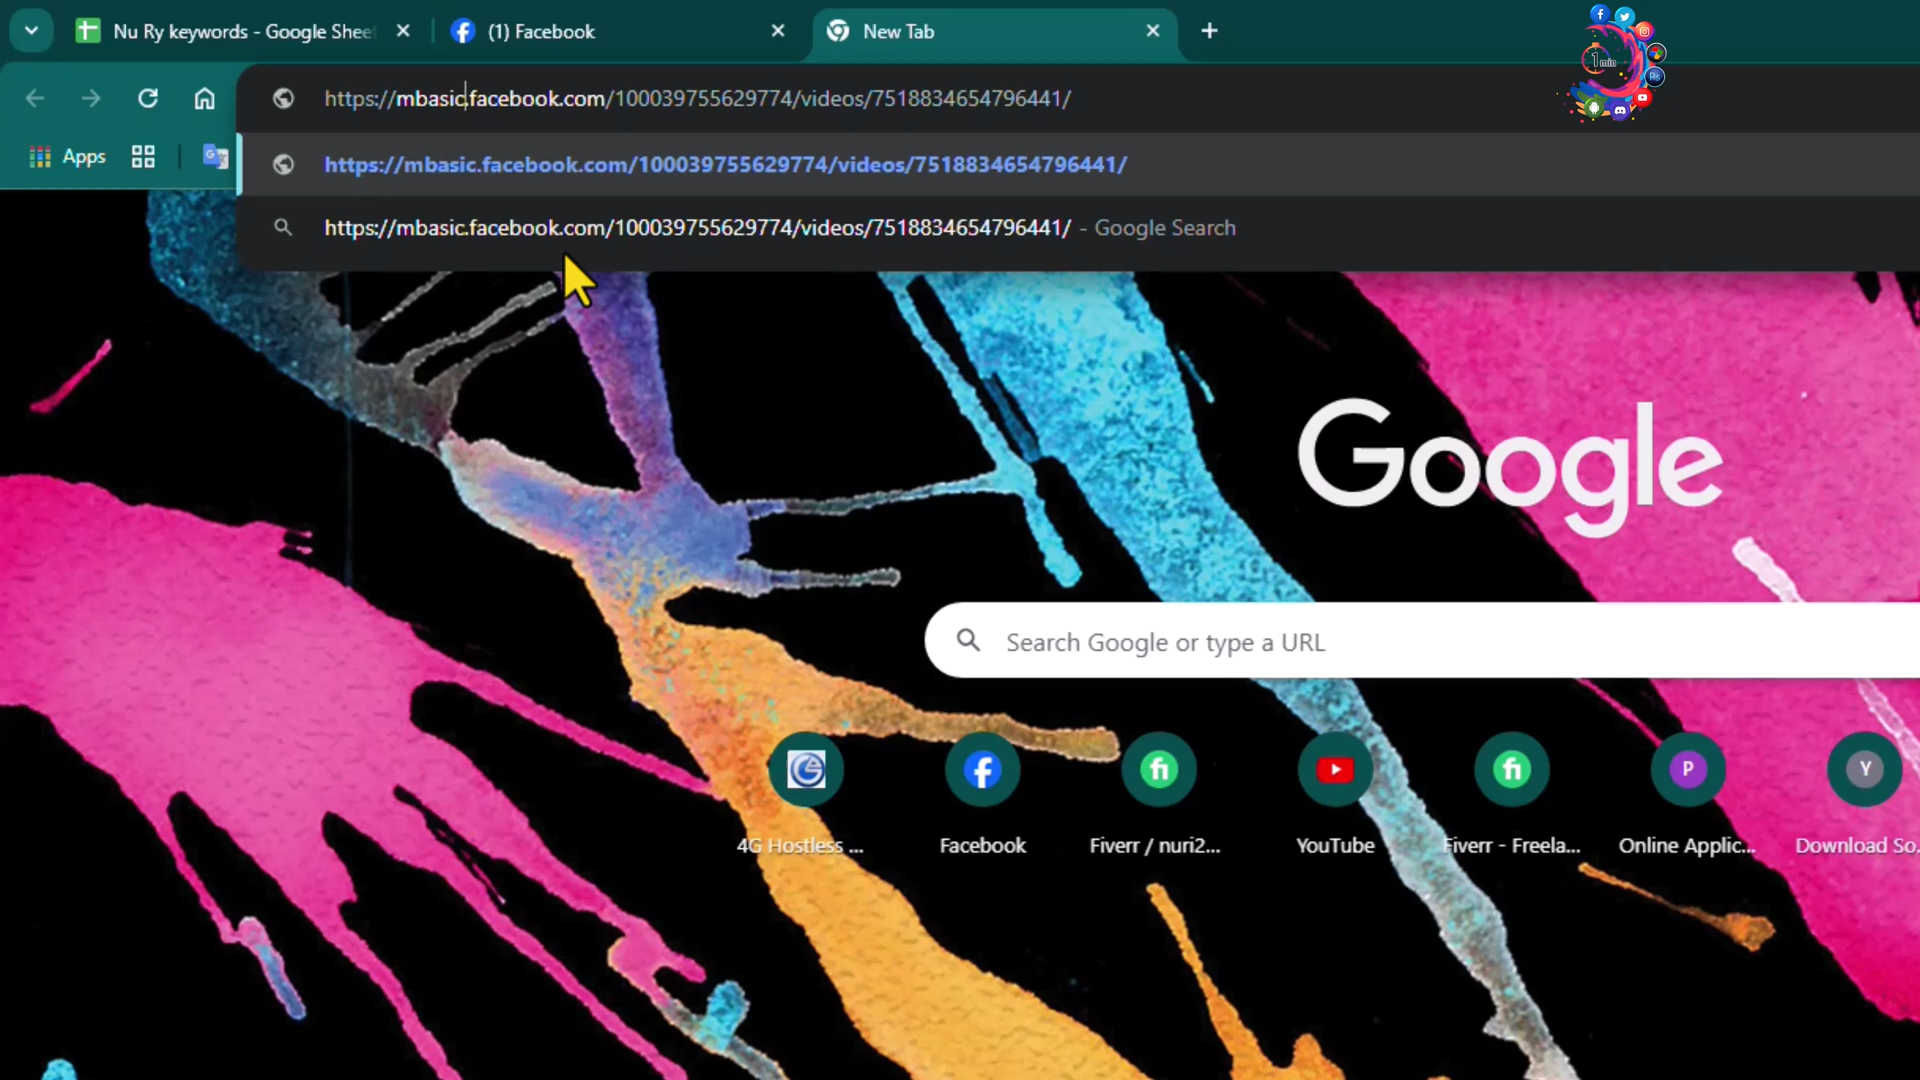 Nu Ry keywords - Google Shee
(1) Facebook
New Tab
1min
Ps
https://mbasic.facebook.com/100039755629774/videos/7518834654796441/
Apps
https://mbasic.facebook.com/100039755629774/videos/7518834654796441/
https://mbasic.facebook.com/100039755629774/videos/7518834654796441/ - Google Search
Google
Search Google or type a URL
P
Y
4G Hostless ...
Facebook
Fiverr / nuri2...
YouTube
Fiverr - Freela...
Online Applic...
Download So...